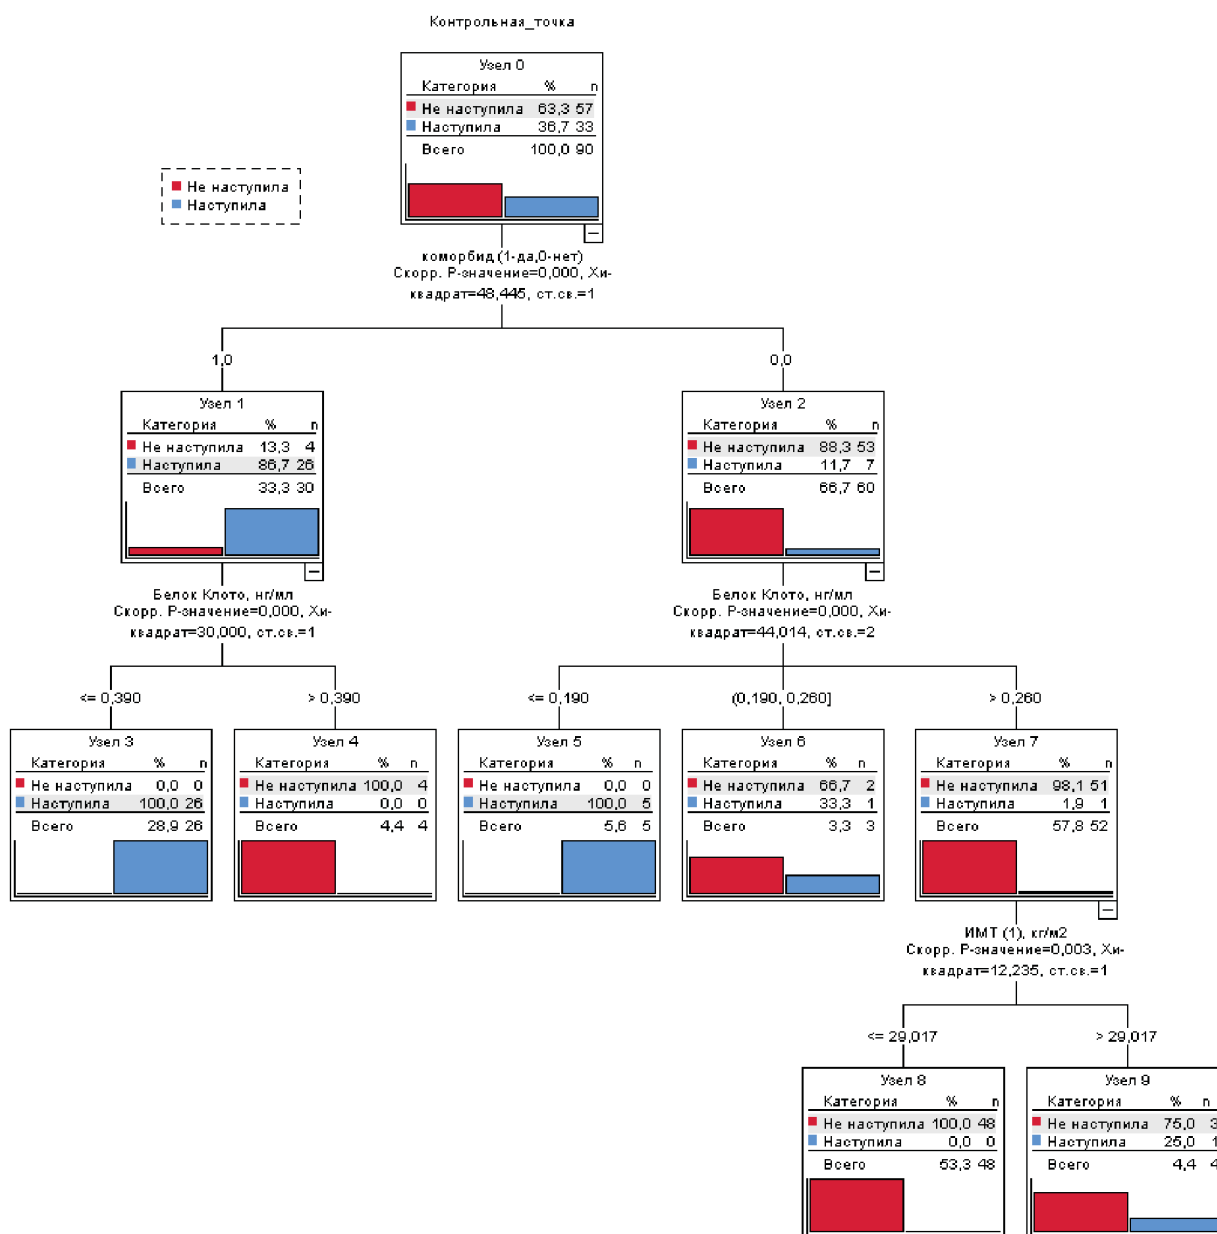 Контрольная_точка
Узел 0
Категория % n
Не наступила 63,3 57
Наступила 36,7 33
Всего 100,0 90
Не наступила
Наступила
коморбид (1-да,0-нет)
Скорр. P-значение=0,000, Хи-
квадрат=48,445, ст.св.=1
1,0
0,0
Узел 1
Категория % n
Не наступила 13,3 4
Наступила 86,7 26
Всего 33,3 30
Узел 2
Категория % n
Не наступила 88,3 53
Наступила 11,7 7
Всего 66,7 60
Белок Клото, нг/мл
Скорр. P-значение=0,000, Хи-
квадрат=30,000, ст.св.=1
Белок Клото, нг/мл
Скорр. P-значение=0,000, Хи-
квадрат=44,014, ст.св.=2
<= 0,390
> 0,390
<= 0,190
(0,190, 0,260]
> 0,260
Узел 3
Категория % n
Не наступила 0,0 0
Наступила 100,0 26
Всего 28,9 26
Узел 4
Категория % n
Не наступила 100,0 4
Наступила 0,0 0
Всего 4,4 4
Узел 5
Категория % n
Не наступила 0,0 0
Наступила 100,0 5
Всего 5,6 5
Узел 6
Категория % n
Не наступила 66,7 2
Наступила 33,3 1
Всего 3,3 3
Узел 7
Категория % n
Не наступила 98,1 51
Наступила 1,9 1
Всего 57,8 52
ИМТ (1), кг/м2
Скорр. P-значение=0,003, Хи-
квадрат=12,235, ст.св.=1
<= 29,017
> 29,017
Узел 8
Категория % n
Не наступила 100,0 48
Наступила 0,0 0
Всего 53,3 48
Узел 9
Категория % n
Не наступила 75,0 3
Наступила 25,0 1
Всего 4,4 4